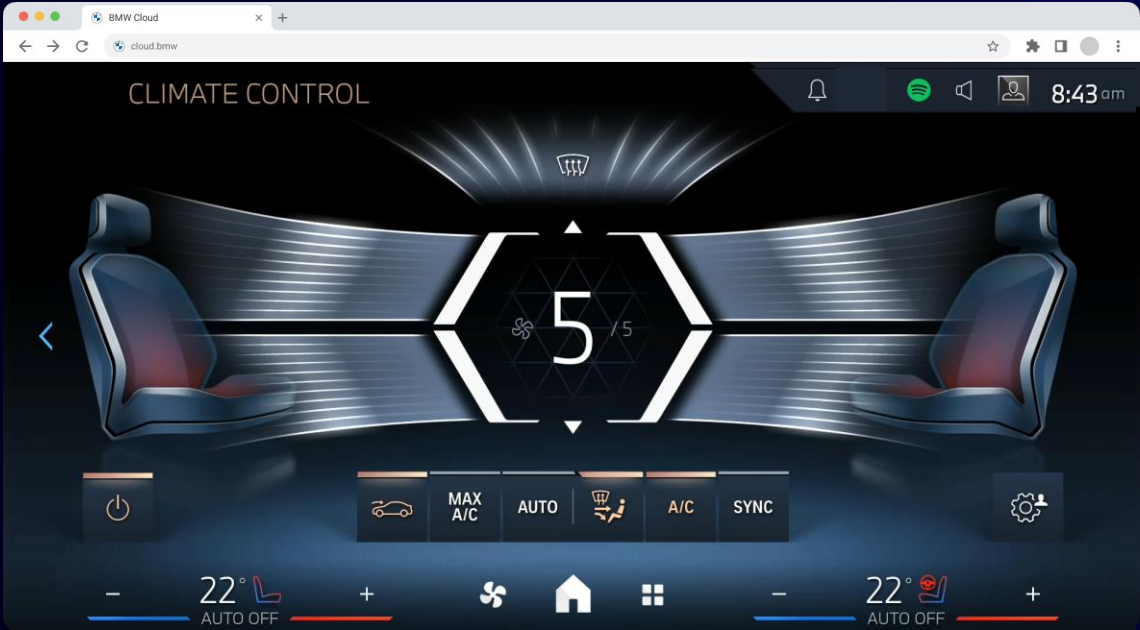 BMW Cloud
cloud.bmw
CLIMATE CONTROL
8:43 am
5 / 5
MAX
A/C
AUTO
A/C
SYNC
− 22° +
AUTO OFF
− 22° +
AUTO OFF